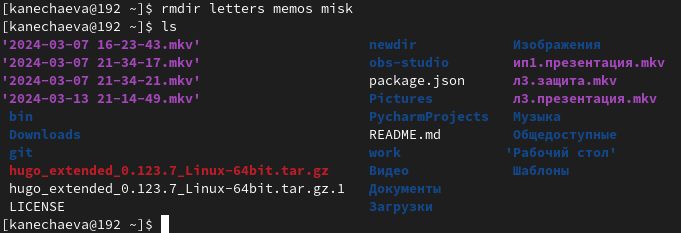 [kanechaeva@192 ~]$ rmdir letters memos misk
[kanechaeva@192 ~]$ ls
'2024-03-07 16-23-43.mkv' newdir Изображения
'2024-03-07 21-34-17.mkv' obs-studio ип1.презентация.mkv
'2024-03-07 21-34-21.mkv' package.json л3.защита.mkv
'2024-03-13 21-14-49.mkv' Pictures л3.презентация.mkv
bin PycharmProjects Музыка
Downloads README.md Общедоступные
git work 'Рабочий стол'
hugo_extended_0.123.7_Linux-64bit.tar.gz Видео Шаблоны
hugo_extended_0.123.7_Linux-64bit.tar.gz.1 Документы
LICENSE Загрузки
[kanechaeva@192 ~]$